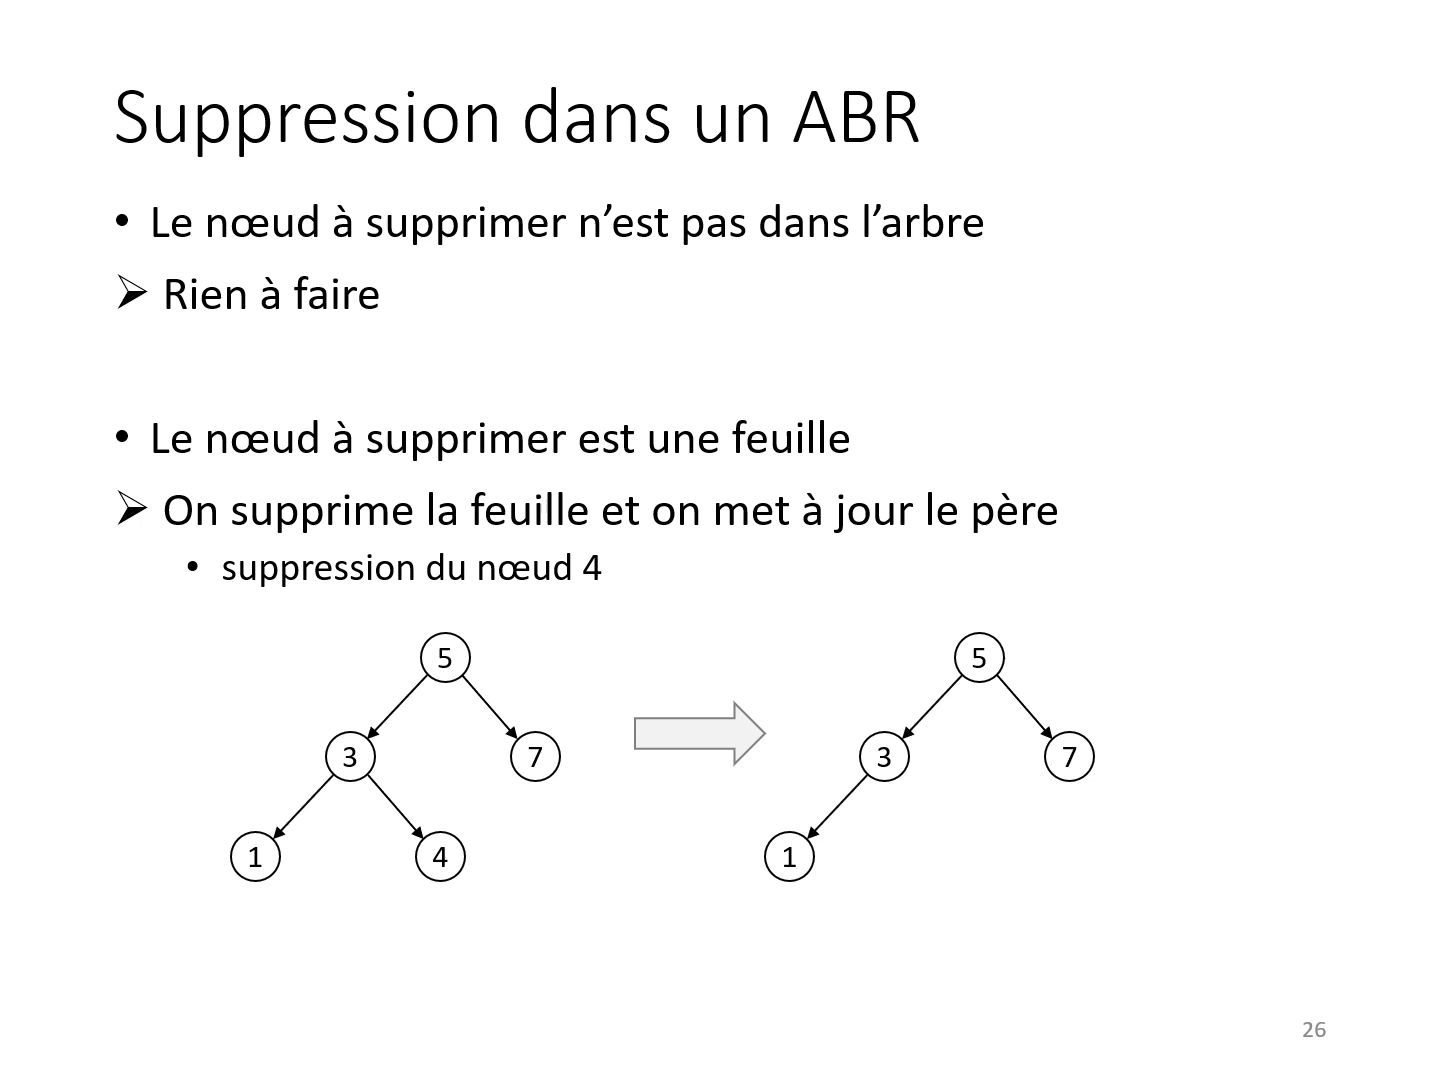 Suppression dans un ABR
• Le nœud à supprimer n’est pas dans l’arbre
➢ Rien à faire
• Le nœud à supprimer est une feuille
➢ On supprime la feuille et on met à jour le père
• suppression du nœud 4
5 5
3 7 3 7
1 4 1
26